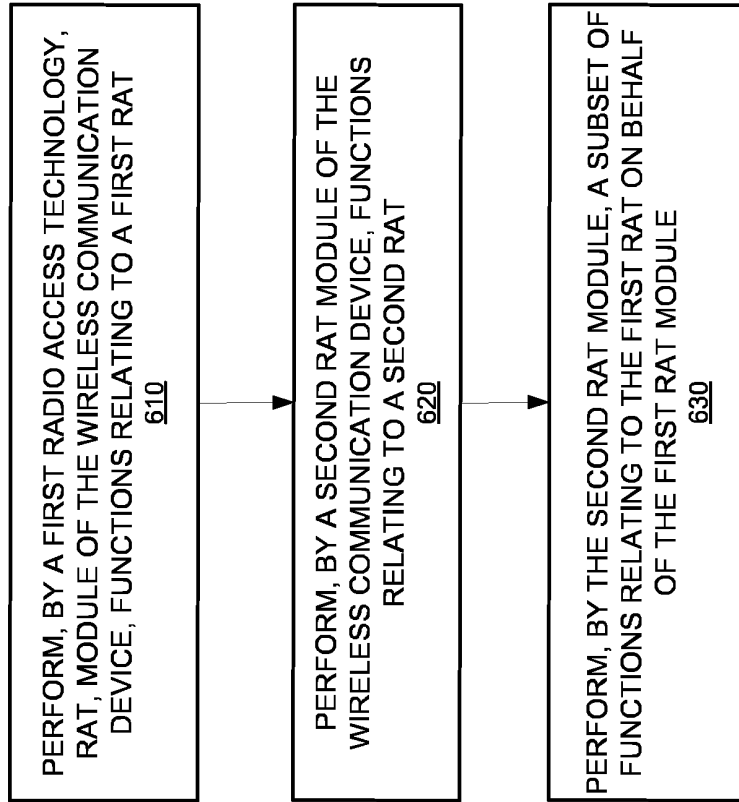 PERFORM, BY A FIRST RADIO ACCESS TECHNOLOGY,
RAT, MODULE OF THE WIRELESS COMMUNICATION
DEVICE, FUNCTIONS RELATING TO A FIRST RAT
610
PERFORM, BY A SECOND RAT MODULE OF THE
WIRELESS COMMUNICATION DEVICE, FUNCTIONS
RELATING TO A SECOND RAT
620
PERFORM, BY THE SECOND RAT MODULE, A SUBSET OF
FUNCTIONS RELATING TO THE FIRST RAT ON BEHALF
OF THE FIRST RAT MODULE
630